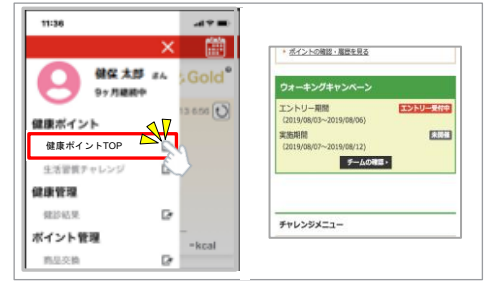 11:36
健保 太郎 さん
9ヶ月継続中
Gold
健康ポイント
健康ポイントTOP
生活習慣チャレンジ
健康管理
健診結果
ポイント管理
商品交換
-kcal
・ポイントの確認・履歴を見る
ウォーキングキャンペーン
エントリー期間 エントリー受付中
(2019/08/03~2019/08/06)
実施期間 未開催
(2019/08/07~2019/08/12)
チームの確認
チャレンジメニュー